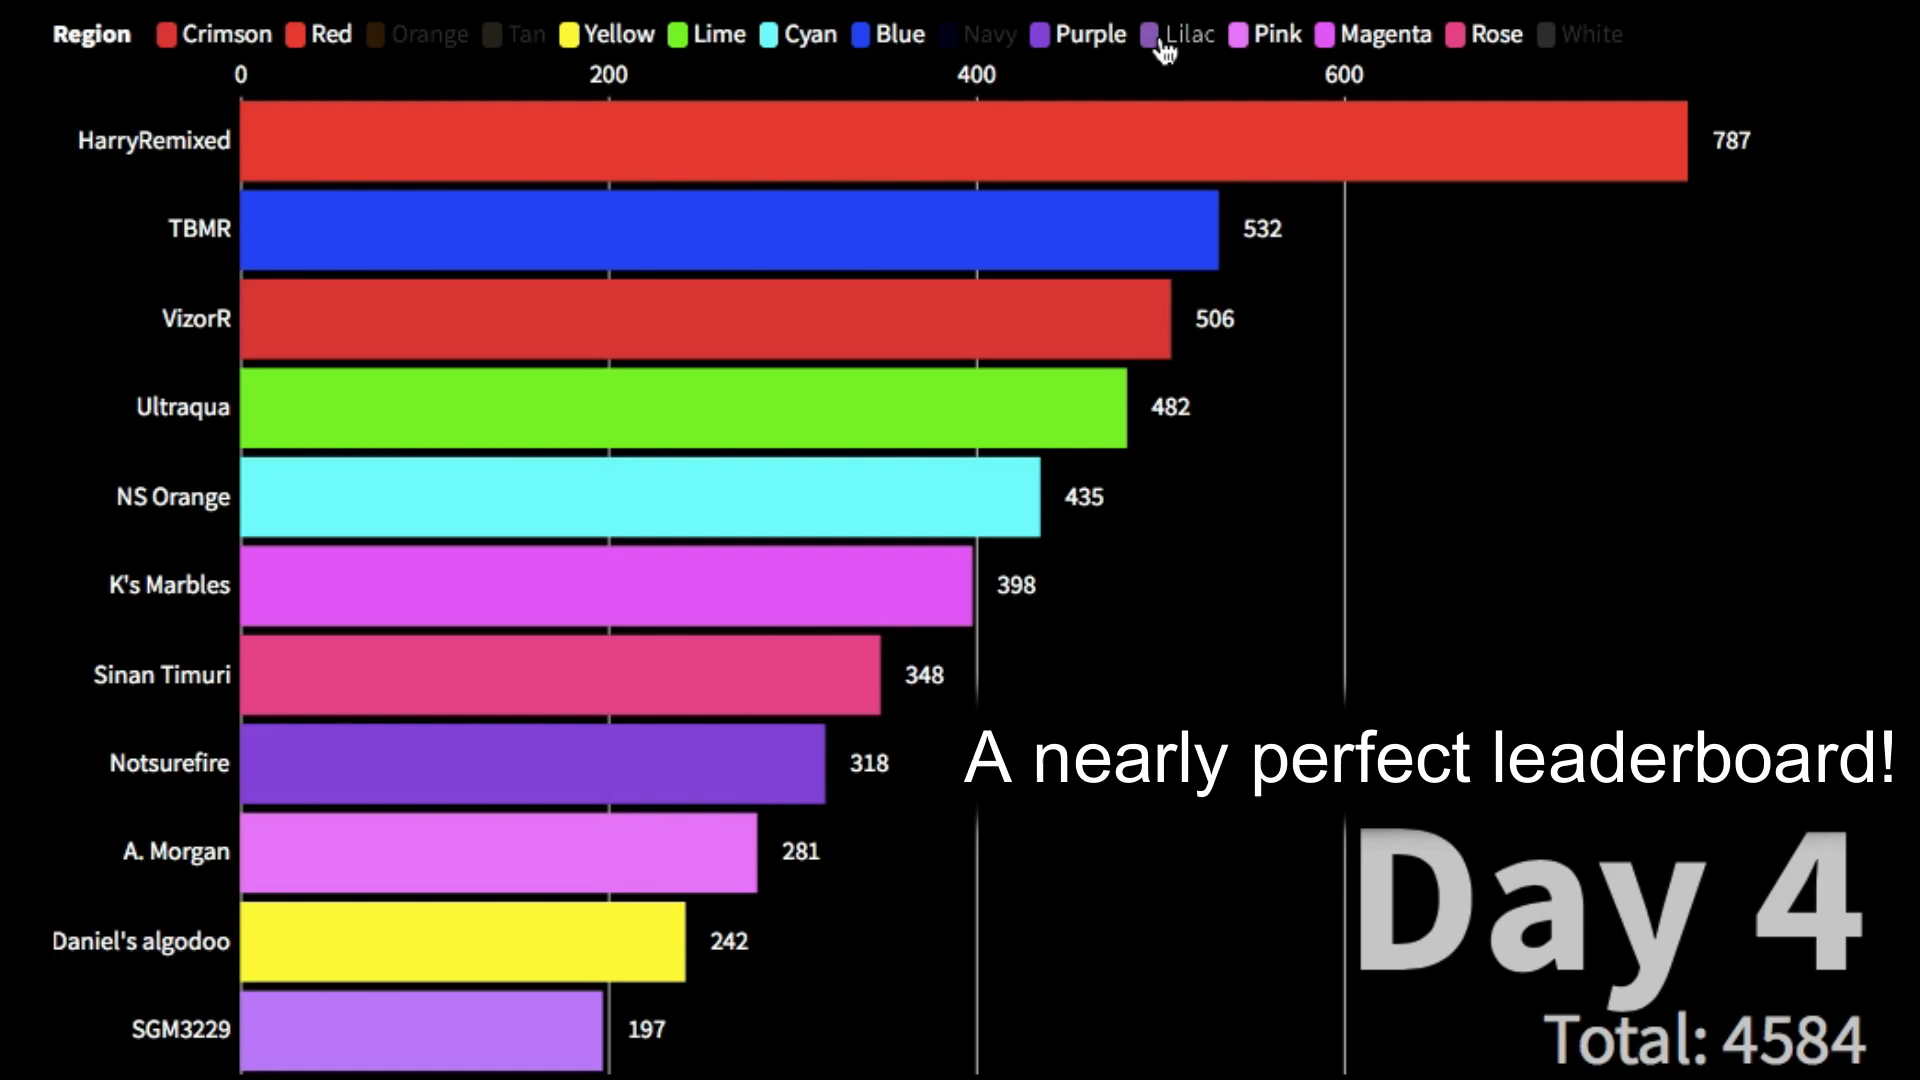 Region Crimson Red Orange Tan Yellow Lime Cyan Blue Navy Purple Lilac Pink Magenta Rose White
0 200 400 600
HarryRemixed 787
TBMR 532
VizorR 506
Ultraqua 482
NS Orange 435
K's Marbles 398
Sinan Timuri 348
Notsurefire 318
A nearly perfect leaderboard!
A. Morgan 281
Day 4
Daniel's algodoo 242
SGM3229 197
Total: 4584